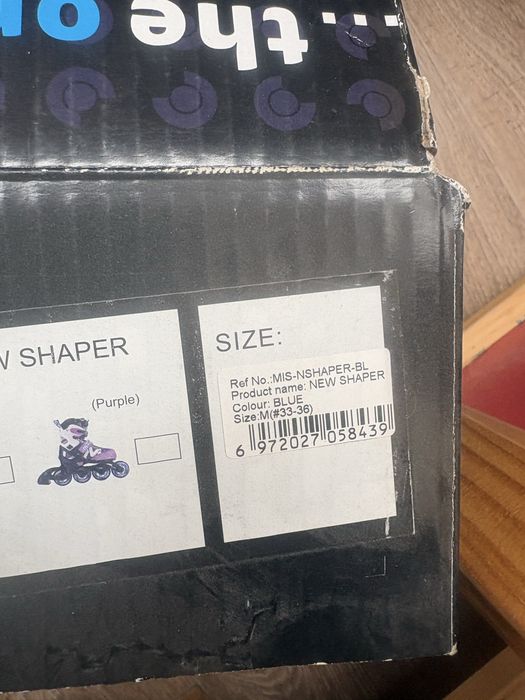 ... the
W SHAPER
(Purple)
SIZE:
Ref No.:MIS-NSHAPER-BL
Product name: NEW SHAPER
Colour: BLUE
Size:M(#33-36)
6 972027 058439